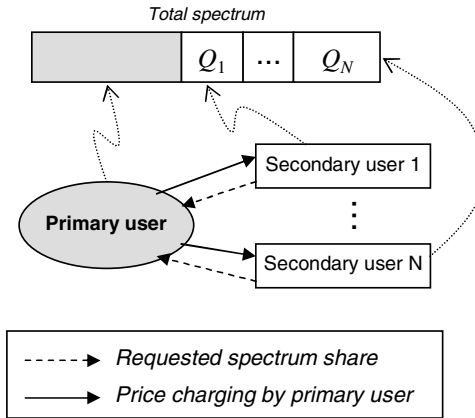 Total spectrum
Q1 ... QN
Secondary user 1
Primary user
Secondary user N
Requested spectrum share
Price charging by primary user